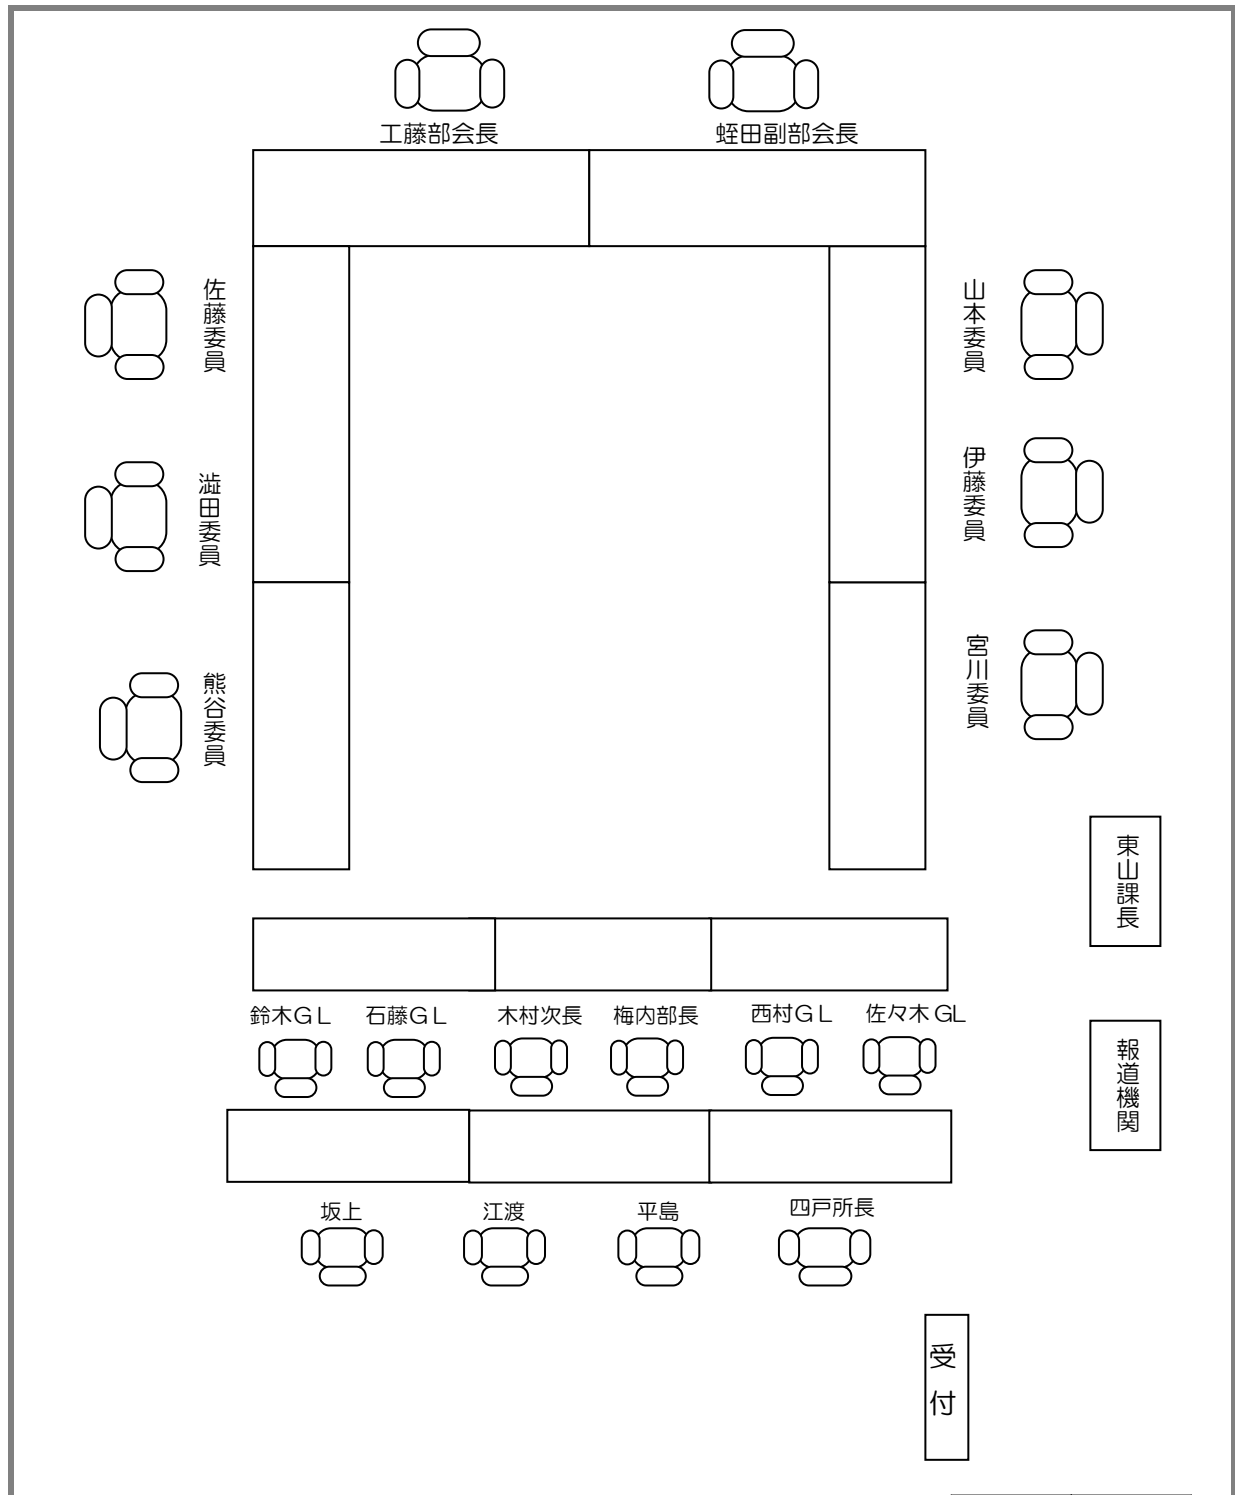 工藤部会長
蛭田副部会長
佐藤委員
山本委員
澁田委員
伊藤委員
熊谷委員
宮川委員
東山課長
鈴木ＧＬ
石藤ＧＬ
木村次長
梅内部長
西村ＧＬ
佐々木 GL
報道機関
坂上
江渡
平島
四戸所長
受付